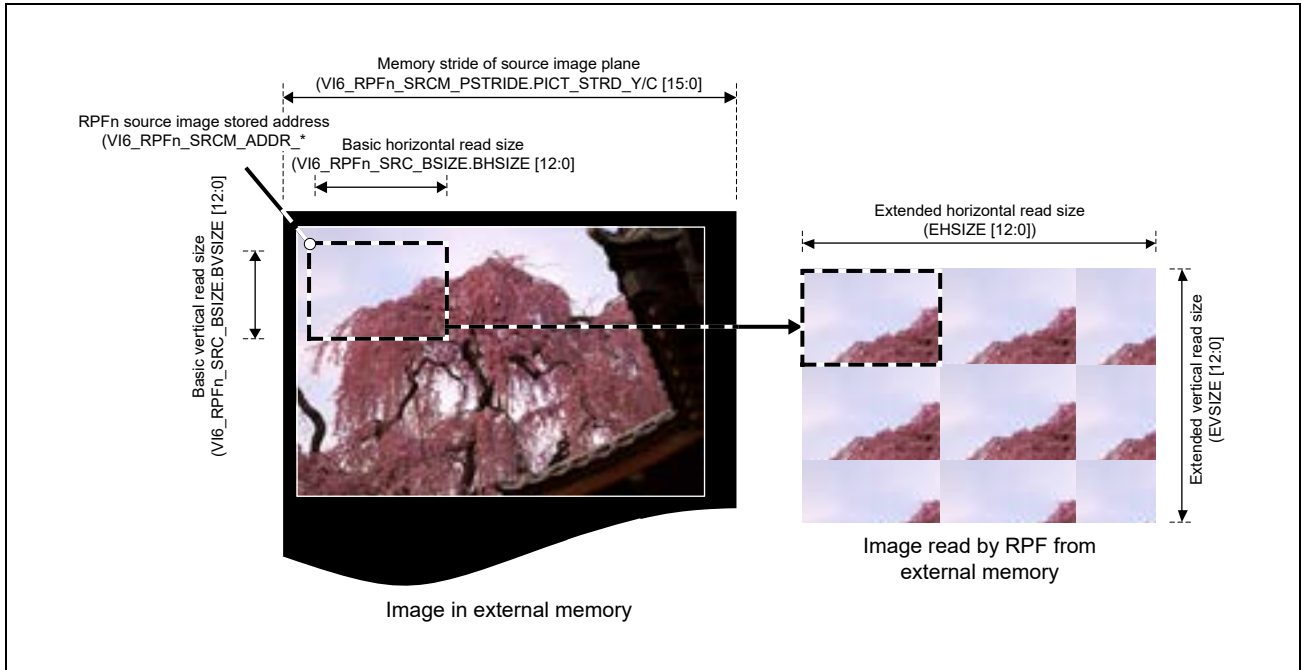 Memory stride of source image plane
(VI6_RPFn_SRCM_PSTRIDE.PICT_STRD_Y/C [15:0]
RPFn source image stored address
(VI6_RPFn_SRCM_ADDR_*
Basic horizontal read size
(VI6_RPFn_SRC_BSIZE.BHSIZE [12:0]
Basic vertical read size
(VI6_RPFn_SRC_BSIZE.BVSIZE [12:0]
Extended horizontal read size
(EHSIZE [12:0])
Extended vertical read size
(EVSIZE [12:0])
Image read by RPF from
external memory
Image in external memory